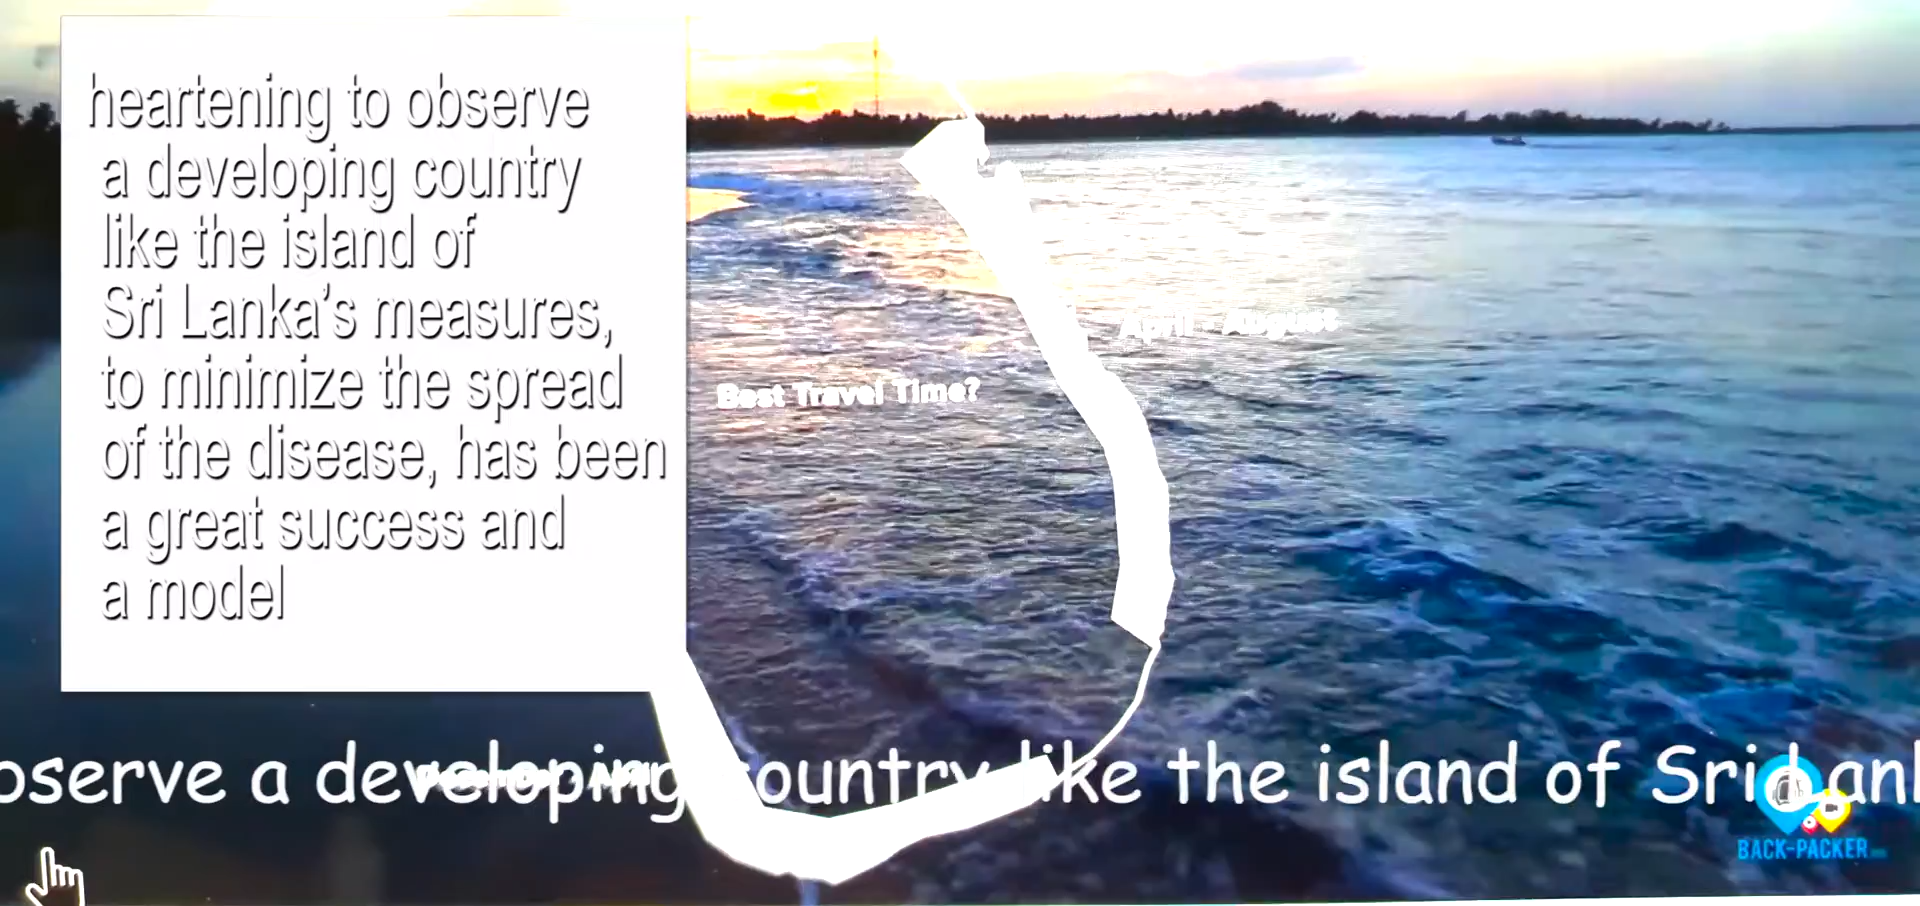 heartening to observe
a developing country
like the island of
Sri Lanka's measures,
to minimize the spread
of the disease, has been
a great success and
a model
April - August
Best Travel Time?
observe a developing country like the island of Sri Lank
BACK-PACKER